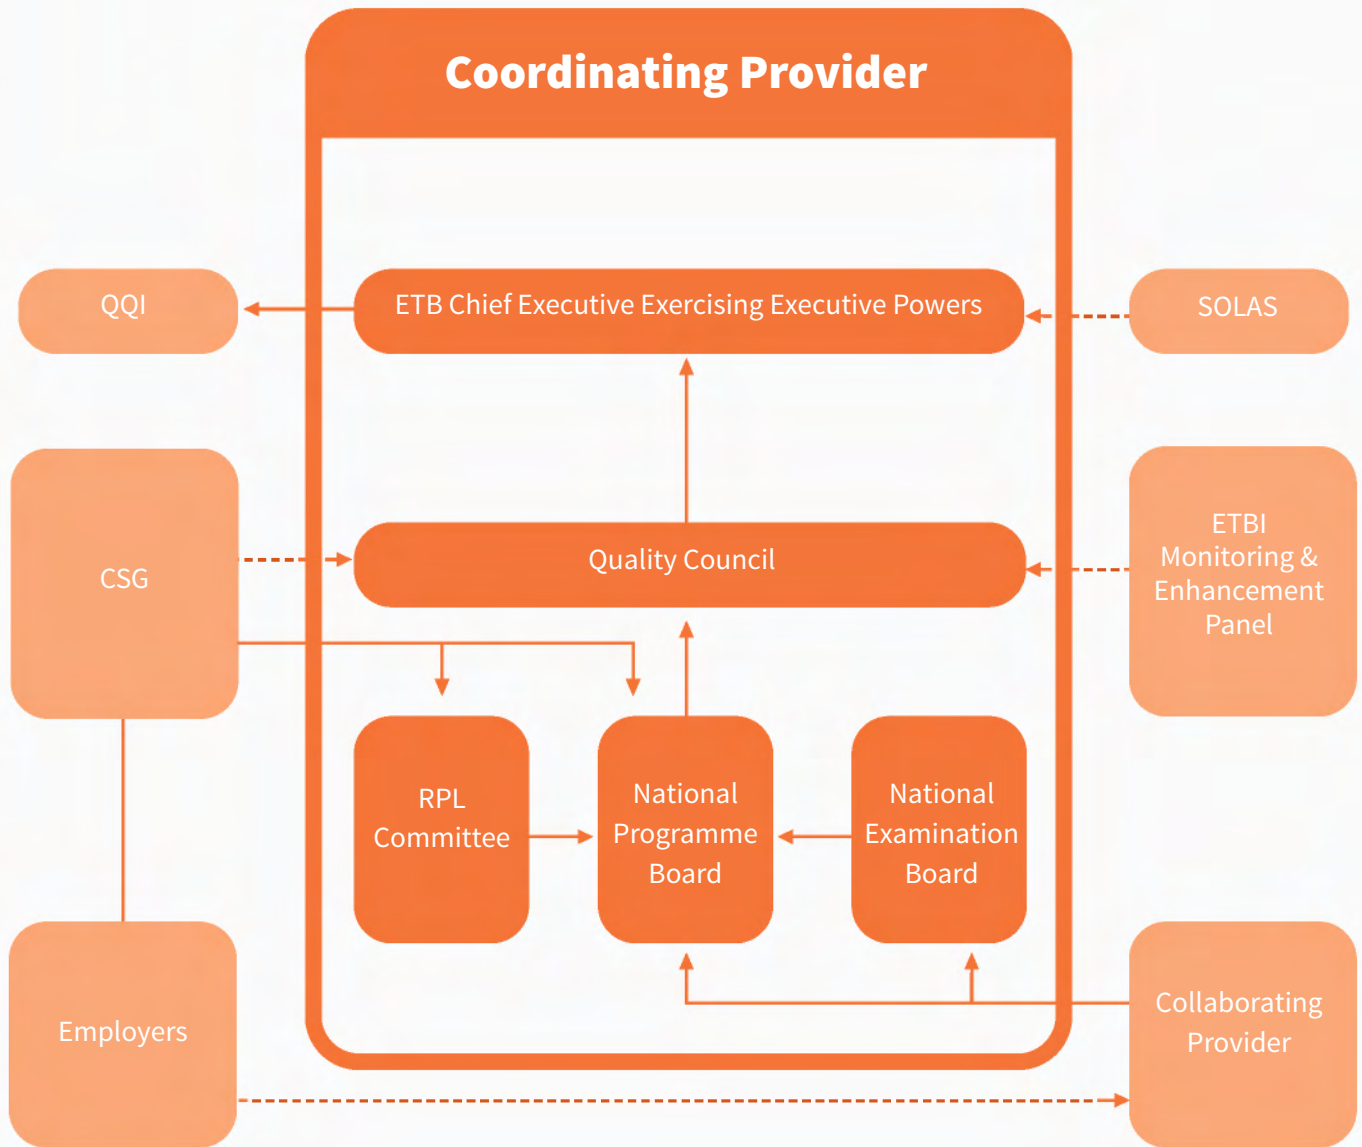 Coordinating Provider
QQI
ETB Chief Executive Exercising Executive Powers
SOLAS
CSG
Quality Council
ETBI
Monitoring &
Enhancement
Panel
RPL
Committee
National
Programme
Board
National
Examination
Board
Employers
Collaborating
Provider